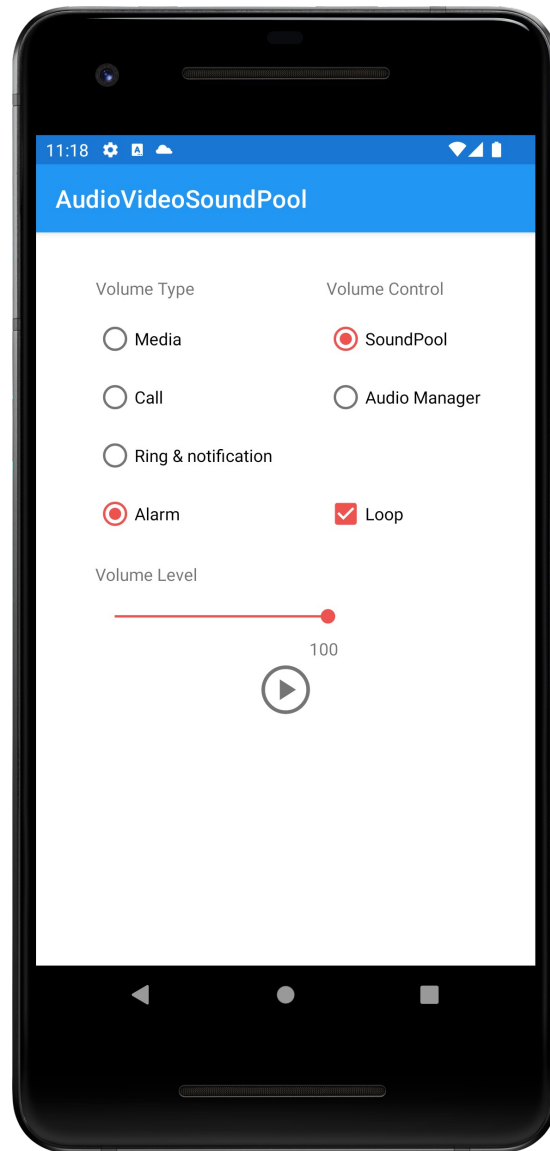 11:18
AudioVideoSoundPool
Volume Type
Volume Control
Media
SoundPool
Call
Audio Manager
Ring & notification
Alarm
Loop
Volume Level
100